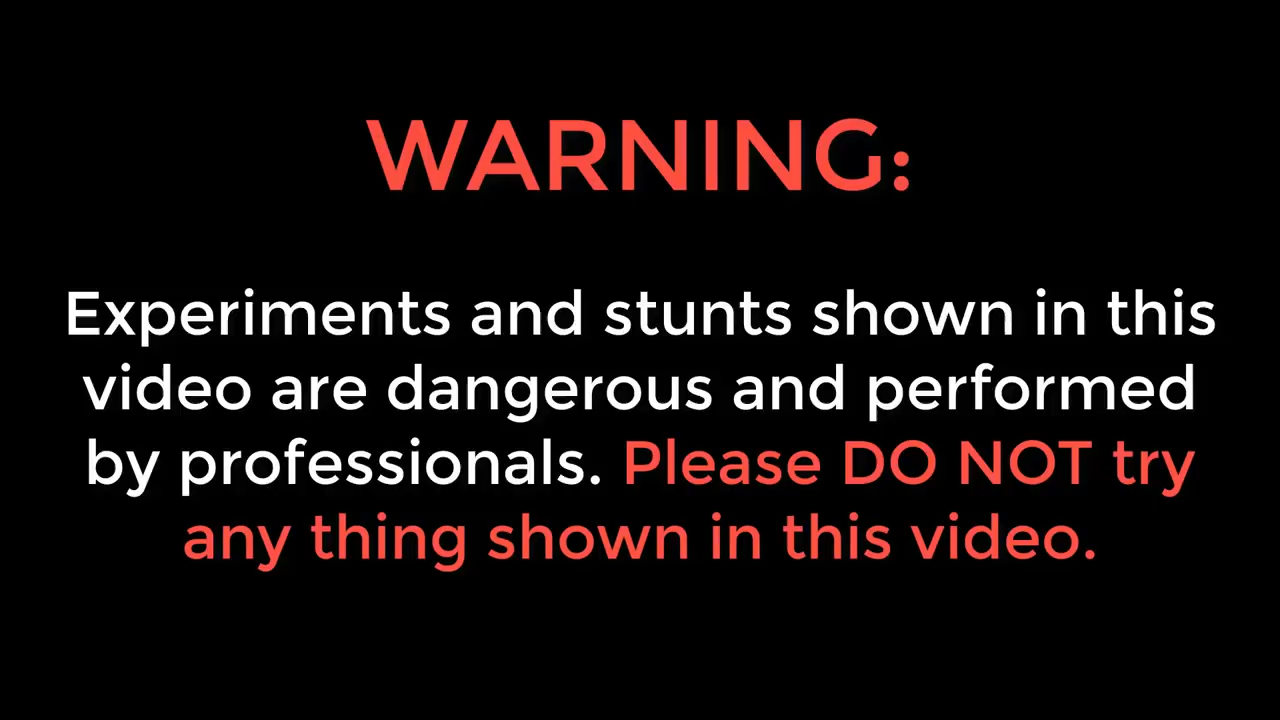 WARNING:
Experiments and stunts shown in this
video are dangerous and performed
by professionals. Please DO NOT try
any thing shown in this video.